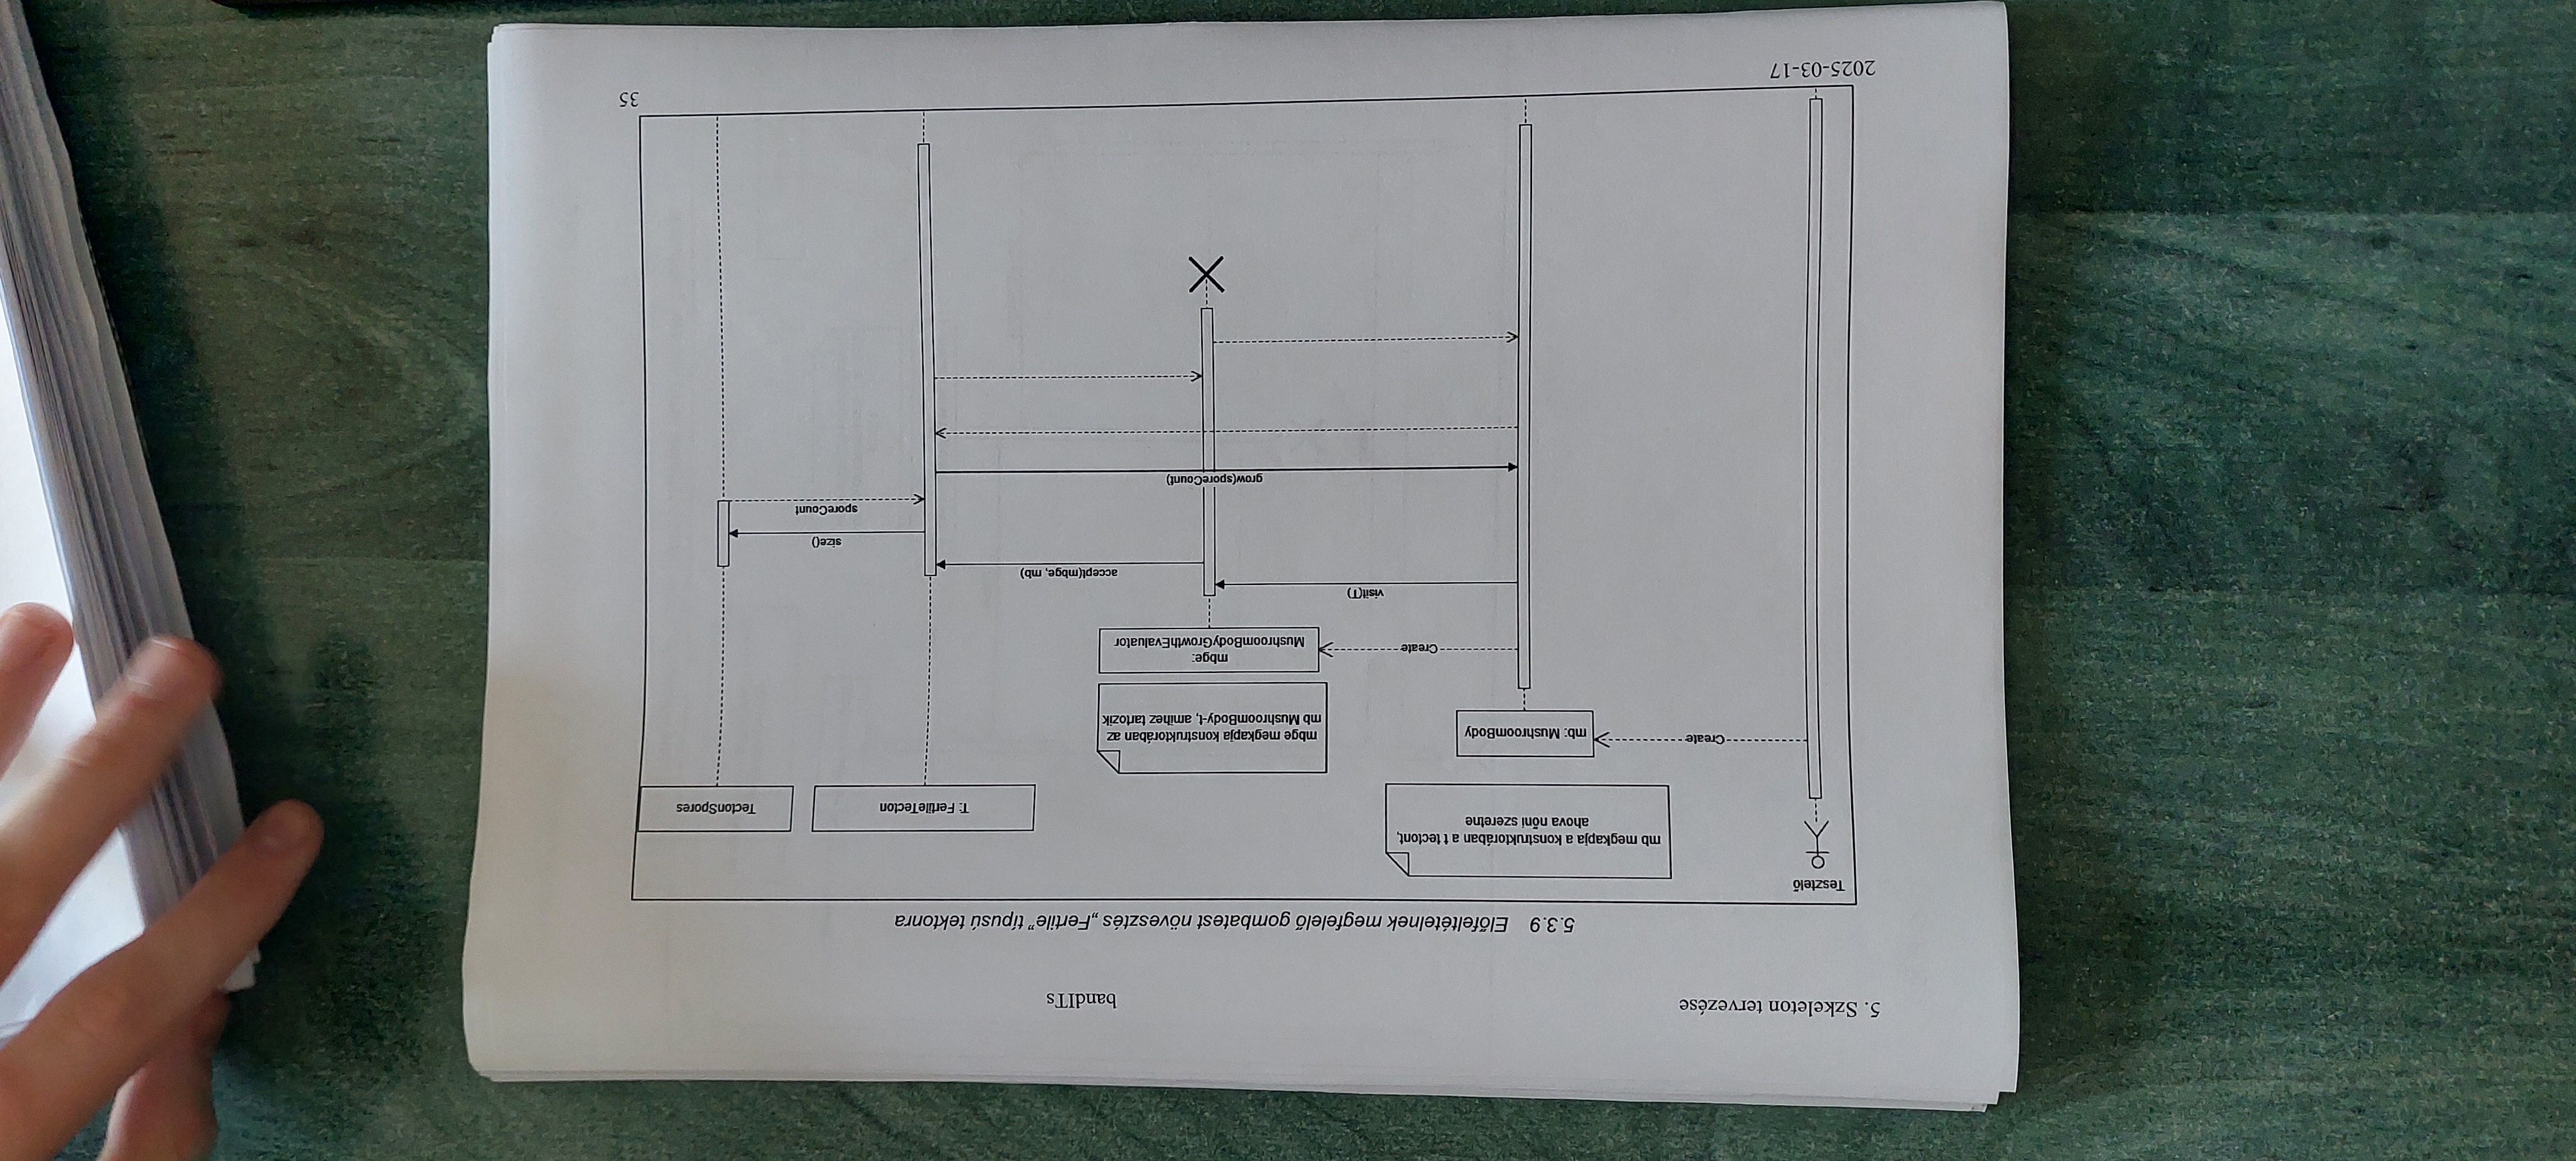 5. Szkeleton tervezése
bandITs
5.3.9 Előfeltételnek megfelelő gombatest növesztés „Fertile” típusú tektonra
Tesztelő
mb megkapja a konstruktorában a t tectont,
ahova nőni szeretne
T: FertileTecton
TectonSpores
Create
mb: MushroomBody
mbge megkapja konstruktorában az
mb MushroomBody-t, amihez tartozik
Create
mbge:
MushroomBodyGrowthEvaluator
visit(T)
accept(mbge, mb)
size()
sporeCount
grow(sporeCount)
35
2025-03-17